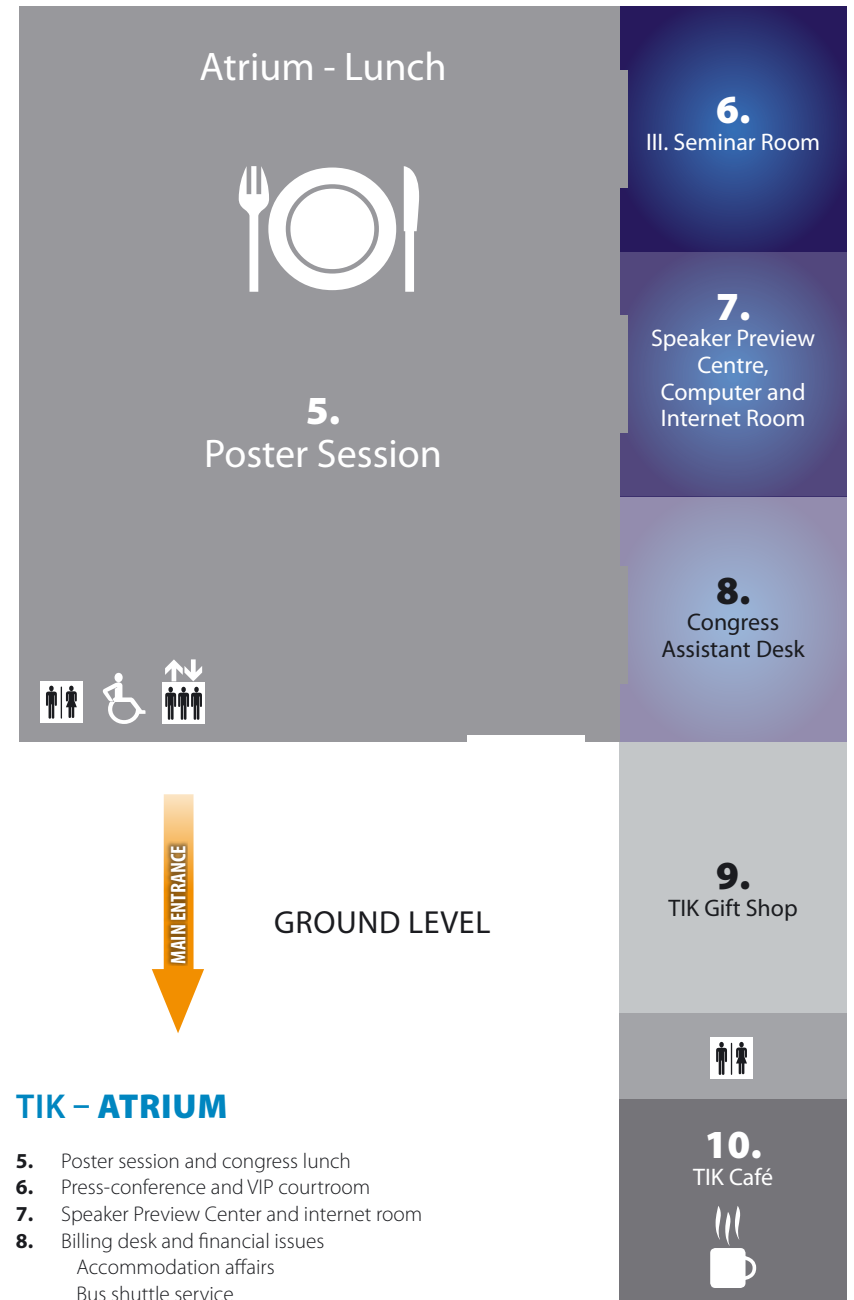 Atrium - Lunch
5.
Poster Session
6.
III. Seminar Room
7.
Speaker Preview
Centre,
Computer and
Internet Room
8.
Congress
Assistant Desk
9.
TIK Gift Shop
MAIN ENTRANCE
GROUND LEVEL
10.
TIK Café
TIK – ATRIUM
5. Poster session and congress lunch
6. Press-conference and VIP courtroom
7. Speaker Preview Center and internet room
8. Billing desk and financial issues
Accommodation affairs
Bus shuttle service